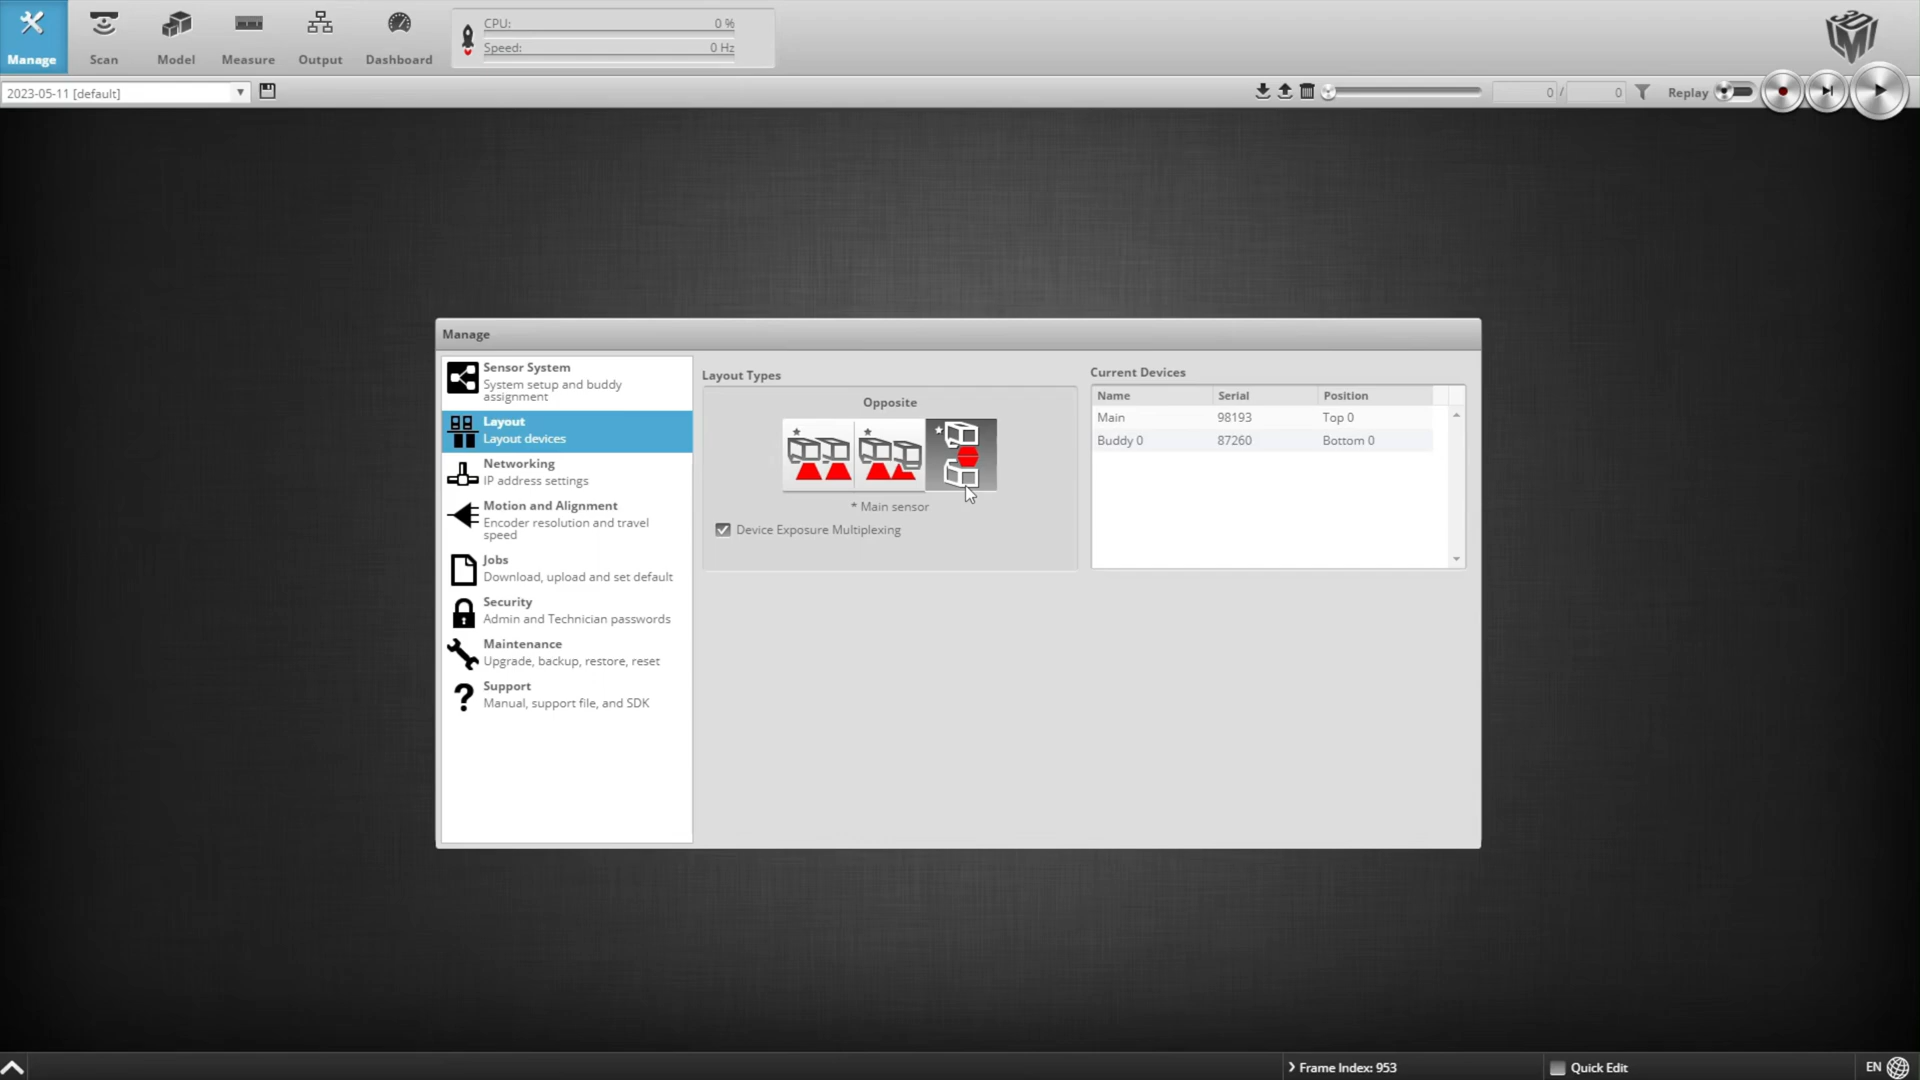 Manage
Scan
Model
Measure
Output
Dashboard
CPU: 0 %
Speed: 0 Hz
2023-05-11 [default]
0 / 0
Replay
Manage
Sensor System
System setup and buddy
assignment
Layout
Layout devices
Networking
IP address settings
Motion and Alignment
Encoder resolution and travel
speed
Jobs
Download, upload and set default
Security
Admin and Technician passwords
Maintenance
Upgrade, backup, restore, reset
Support
Manual, support file, and SDK
Layout Types
Opposite
* Main sensor
Device Exposure Multiplexing
Current Devices
Name Serial Position
Main 98193 Top 0
Buddy 0 87260 Bottom 0
Frame Index: 953
Quick Edit
EN